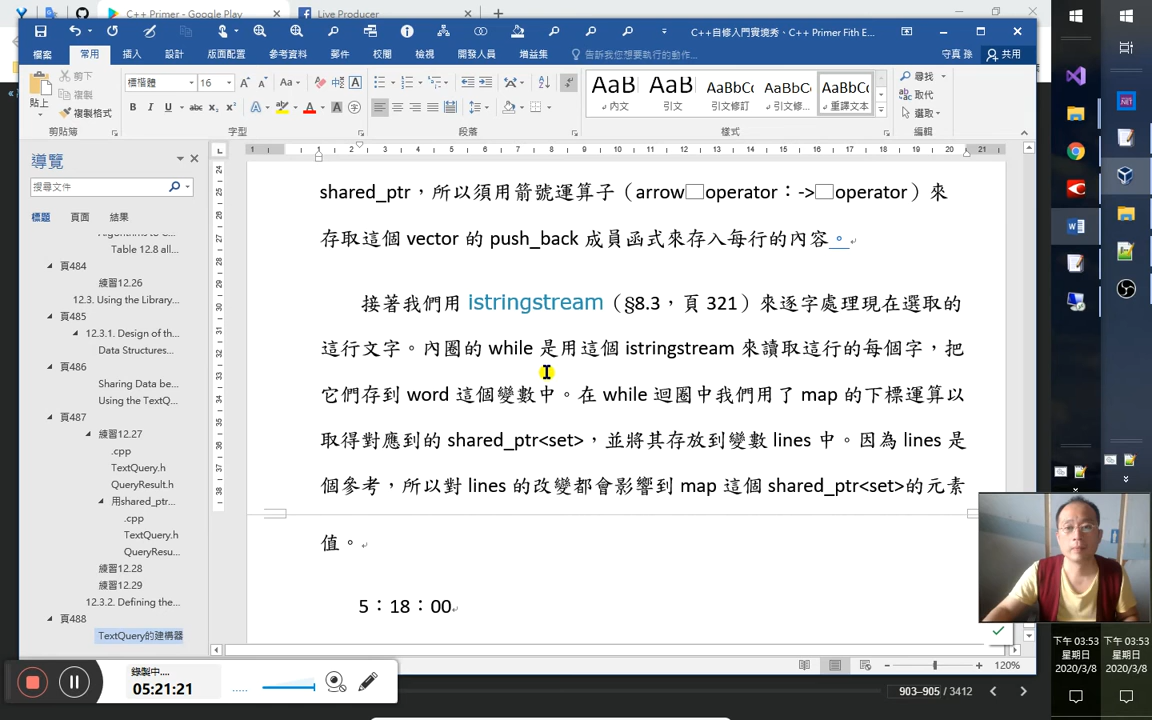 C++ Primer - Google Play
Live Producer
C++自修入門實境秀、C++ Primer Fith E...
檔案 常用 插入 設計 版面配置 參考資料 郵件 校閱 檢視 開發人員 增益集 告訴我您想要執行的動作... 守真 孫 共用
貼上 剪下 複製 複製格式
楷橫體 16
AaB AaB AaBbCc AaBbCc AaBbCc
內文 引文 引文修訂 引文修... 重譯文本
尋找 取代 選取
剪貼簿 字型 段落 樣式 編輯
導覽
搜尋文件
標題 頁面 結果
Table 12.8 all...
頁484
練習12.26
12.3. Using the Library...
頁485
12.3.1. Design of th...
Data Structures...
頁486
Sharing Data be...
Using the TextQ...
頁487
練習12.27
.cpp
TextQuery.h
QueryResult.h
用shared_ptr...
.cpp
TextQuery.h
QueryResu...
練習12.28
練習12.29
12.3.2. Defining the...
頁488
TextQuery的建構器
shared_ptr，所以須用箭號運算子（arrow operator：-> operator）來
存取這個 vector 的 push_back 成員函式來存入每行的內容。
接著我們用 istringstream（§8.3，頁 321）來逐字處理現在選取的
這行文字。內圈的 while 是用這個 istringstream 來讀取這行的每個字，把
它們存到 word 這個變數中。在 while 迴圈中我們用了 map 的下標運算以
取得對應到的 shared_ptr<set>，並將其存放到變數 lines 中。因為 lines 是
個參考，所以對 lines 的改變都會影響到 map 這個 shared_ptr<set>的元素
值。
5：18：00
120%
錄製中...
05:21:21
903–905 / 3412
下午 03:53 下午 03:53
星期日 星期日
2020/3/8 2020/3/8